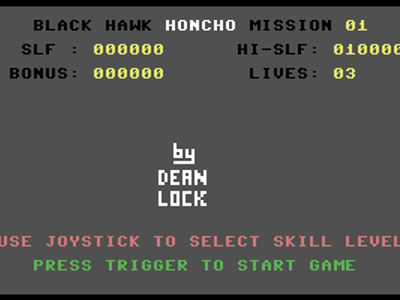 BLACK HAWK HONCHO MISSION 01
SLF : 000000 HI-SLF: 010000
BONUS: 000000 LIVES: 03
by
DEAN
LOCK
USE JOYSTICK TO SELECT SKILL LEVEL
PRESS TRIGGER TO START GAME